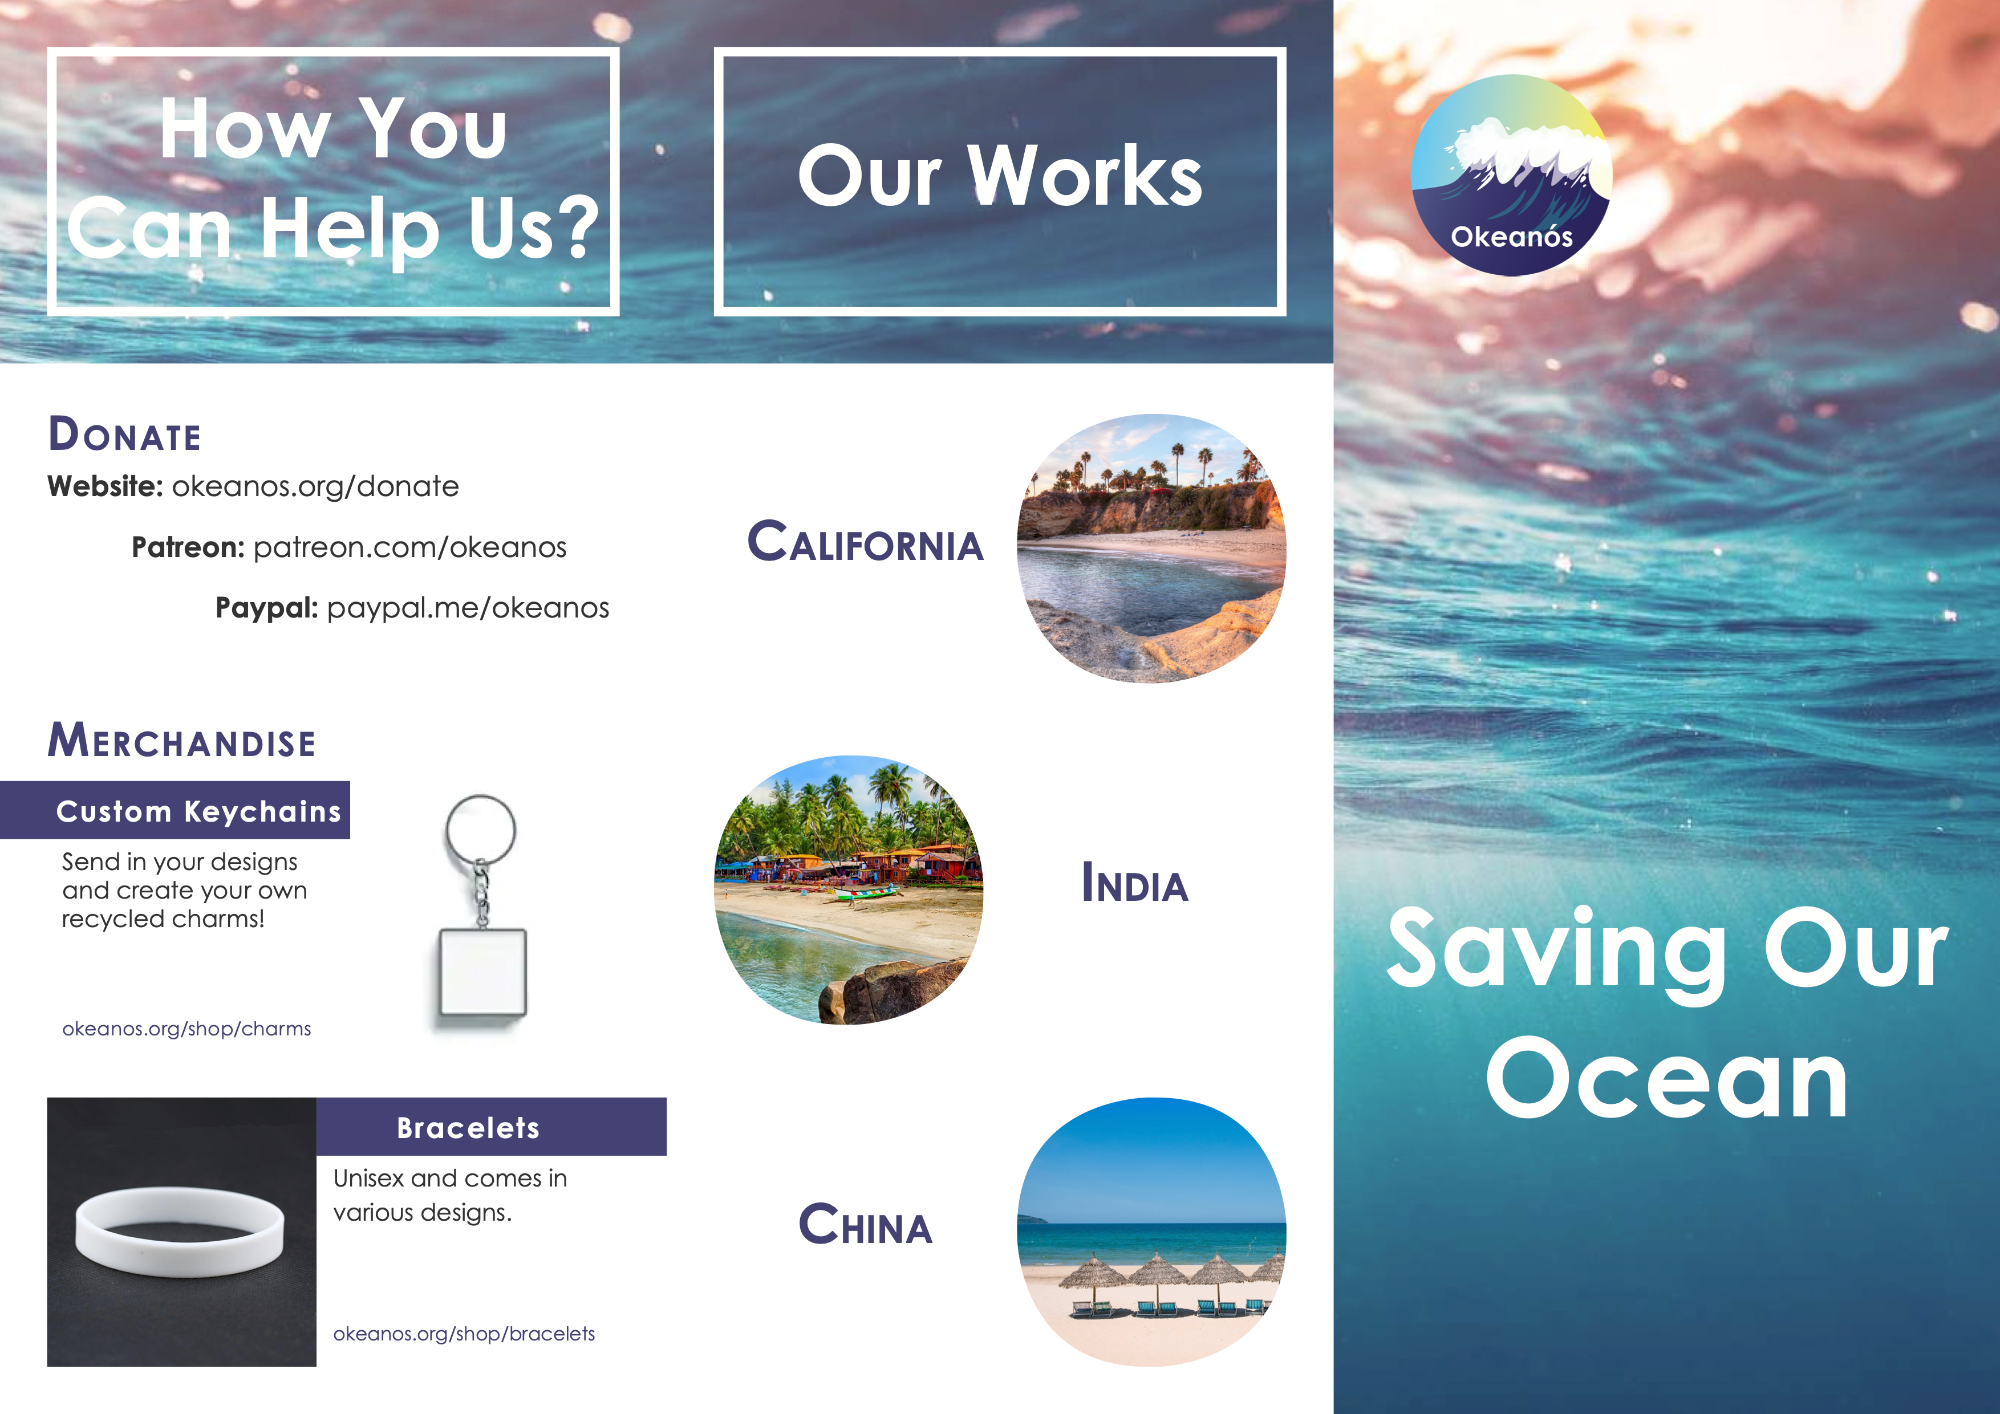 How You
Can Help Us?
DONATE
Website: okeanos.org/donate
Patreon: patreon.com/okeanos
Paypal: paypal.me/okeanos
MERCHANDISE
Custom Keychains
Send in your designs
and create your own
recycled charms!
okeanos.org/shop/charms
Bracelets
Unisex and comes in
various designs.
okeanos.org/shop/bracelets
Our Works
CALIFORNIA
INDIA
CHINA
Okeanós
Saving Our
Ocean